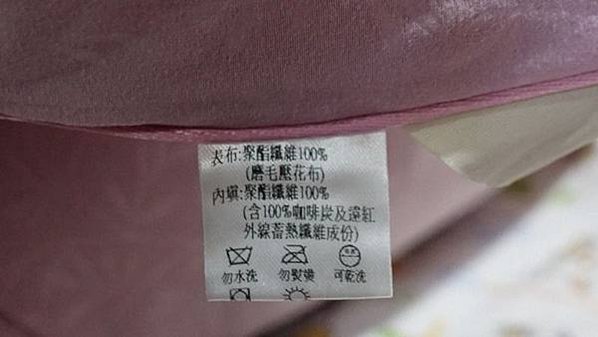 表布:聚酯纖維100%
(磨毛壓花布)
內填:聚酯纖維100%
(含100%咖啡炭及遠紅
外線蓄熱纖維成份)
勿水洗 勿熨燙 可乾洗